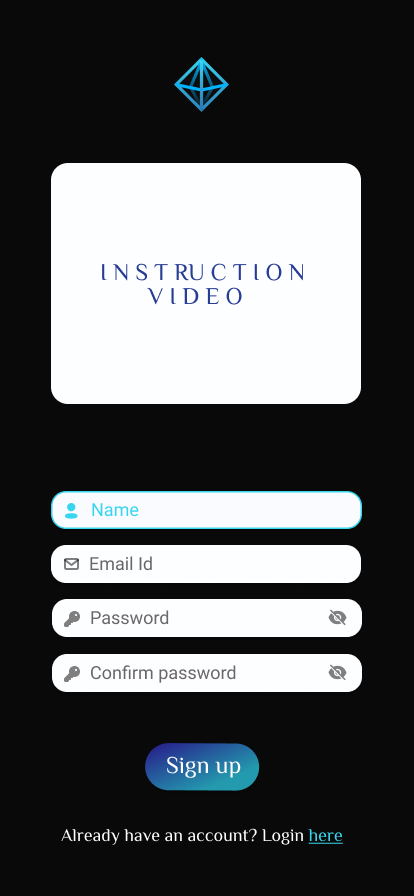 INSTRUCTION
VIDEO
Name
Email Id
Password
Confirm password
Sign up
Already have an account? Login here